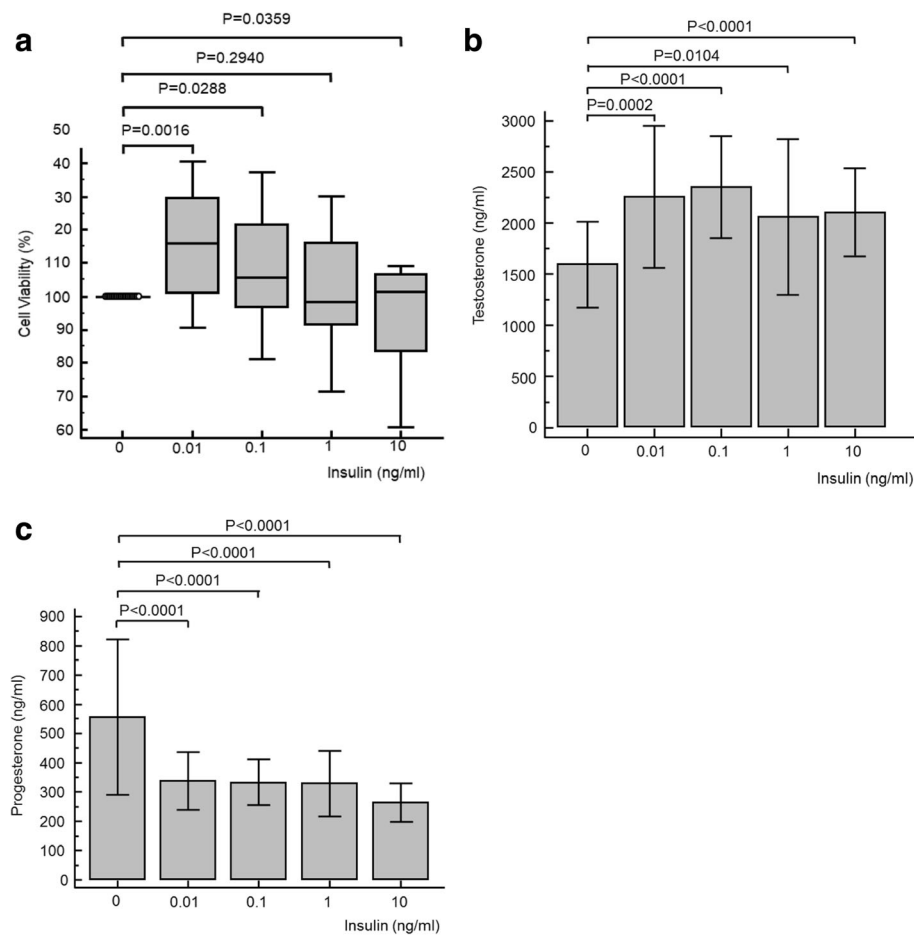 a
P=0.0359
P=0.2940
P=0.0288
P=0.0016
50
40
30
20
110
100
90
80
70
60
Cell Viability (%)
0 0.01 0.1 1 10
Insulin (ng/ml)
b
P<0.0001
P=0.0104
P<0.0001
P=0.0002
3000
2500
2000
1500
1000
500
0
Testosterone (ng/ml)
0 0.01 0.1 1 10
Insulin (ng/ml)
c
P<0.0001
P<0.0001
P<0.0001
P<0.0001
900
800
700
600
500
400
300
200
100
0
Progesterone (ng/ml)
0 0.01 0.1 1 10
Insulin (ng/ml)